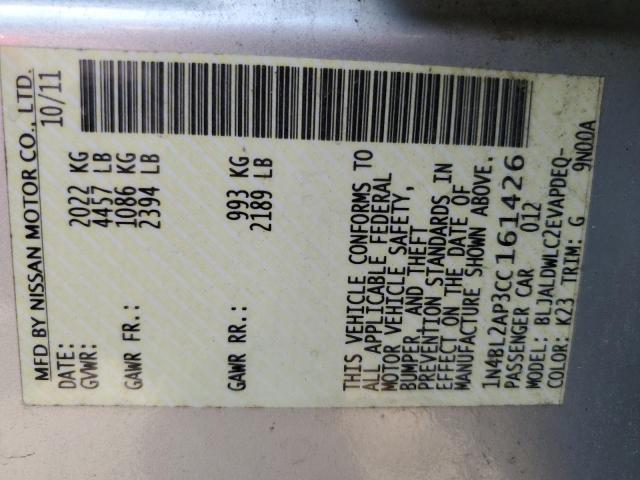 MFD BY NISSAN MOTOR CO., LTD.
DATE: 10/11
GVWR: 2022 KG
4457 LB
GAWR FR.: 1086 KG
2394 LB
GAWR RR.: 993 KG
2189 LB
THIS VEHICLE CONFORMS TO
ALL APPLICABLE FEDERAL
MOTOR VEHICLE SAFETY,
BUMPER, AND THEFT
PREVENTION STANDARDS IN
EFFECT ON THE DATE OF
MANUFACTURE SHOWN ABOVE.
1N4BL2AP3CC161426
PASSENGER CAR 012
MODEL: BLJALDWLC2EVAPDEQ-
COLOR: K23 TRIM: G 9N00A